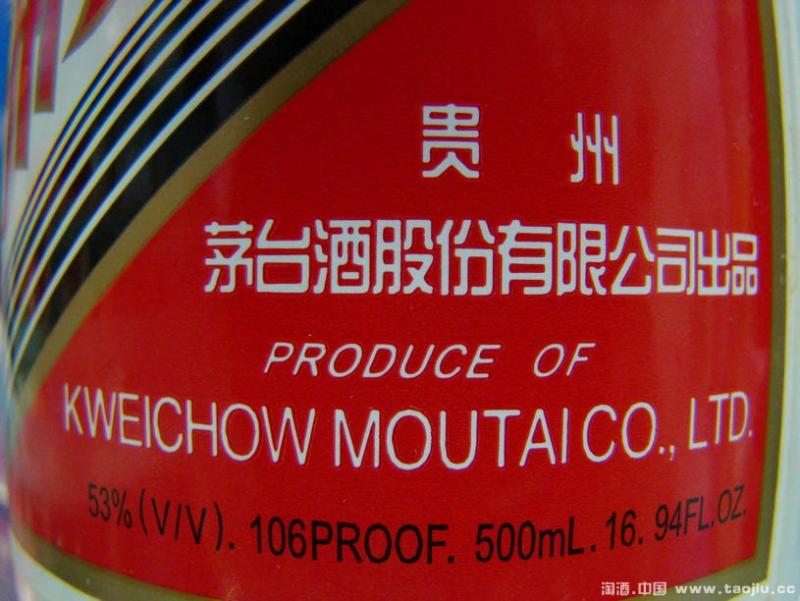 贵州
茅台酒股份有限公司出品
PRODUCE OF
KWEICHOW MOUTAI CO., LTD.
53% (V/V). 106PROOF. 500mL. 16. 94FL. OZ.
淘酒.中国 www.taojiu.cc